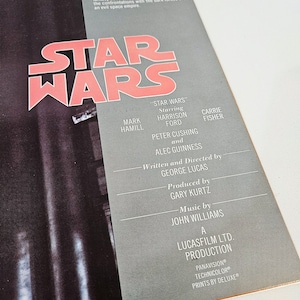 the confrontations with the dark
an evil space empire.
STAR
WARS
"STAR WARS"
Starring
MARK HAMILL
HARRISON FORD
CARRIE FISHER
PETER CUSHING
and
ALEC GUINNESS
Written and Directed by
GEORGE LUCAS
Produced by
GARY KURTZ
Music by
JOHN WILLIAMS
A
LUCASFILM LTD.
PRODUCTION
PANAVISION®
TECHNICOLOR®
PRINTS BY DELUXE®